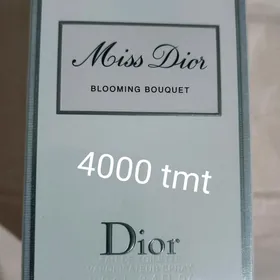 Miss Dior
BLOOMING BOUQUET
4000 tmt
Dior